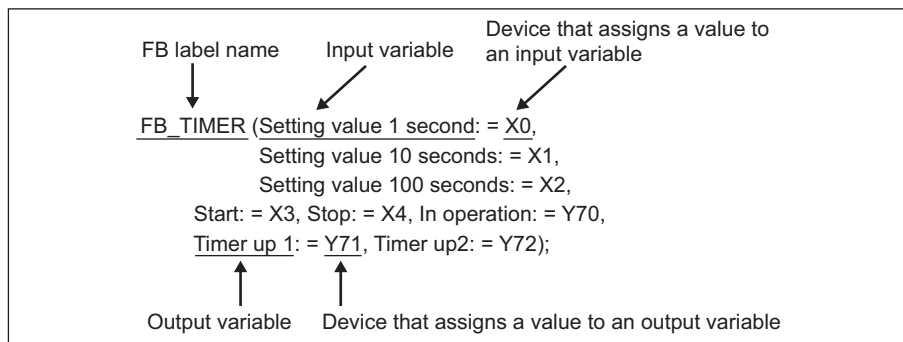 FB label name
Input variable
Device that assigns a value to
an input variable
FB_TIMER (Setting value 1 second: = X0,
Setting value 10 seconds: = X1,
Setting value 100 seconds: = X2,
Start: = X3, Stop: = X4, In operation: = Y70,
Timer up 1: = Y71, Timer up2: = Y72);
Output variable
Device that assigns a value to an output variable